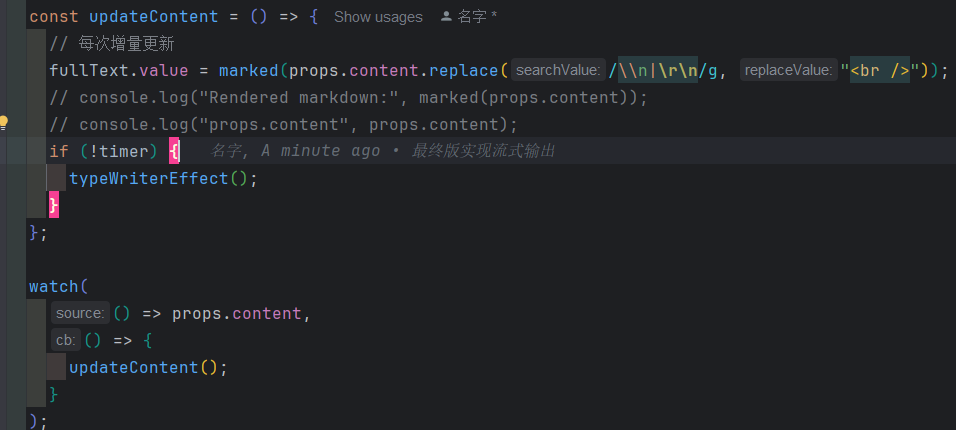 const updateContent = () => { Show usages 名字 *
// 每次增量更新
fullText.value = marked(props.content.replace( searchValue: /\\n|\r\n/g, replaceValue: "<br />"));
// console.log("Rendered markdown:", marked(props.content));
// console.log("props.content", props.content);
if (!timer) { 名字, A minute ago • 最终版实现流式输出
typeWriterEffect();
}
};
watch(
source: () => props.content,
cb: () => {
updateContent();
}
);